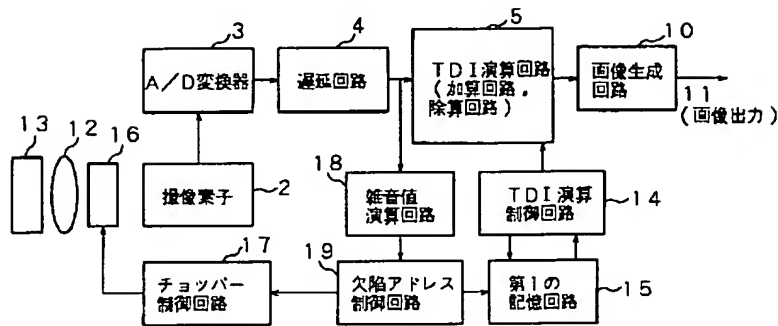 3
A/D変換器
4
遅延回路
5
TDI演算回路
(加算回路,
除算回路)
10
画像生成
回路
11
(画像出力)
13
12
16
撮像素子
2
18
雑音値
演算回路
TDI演算
制御回路
14
17
チョッパー
制御回路
19
欠陥アドレス
制御回路
第1の
記憶回路
15